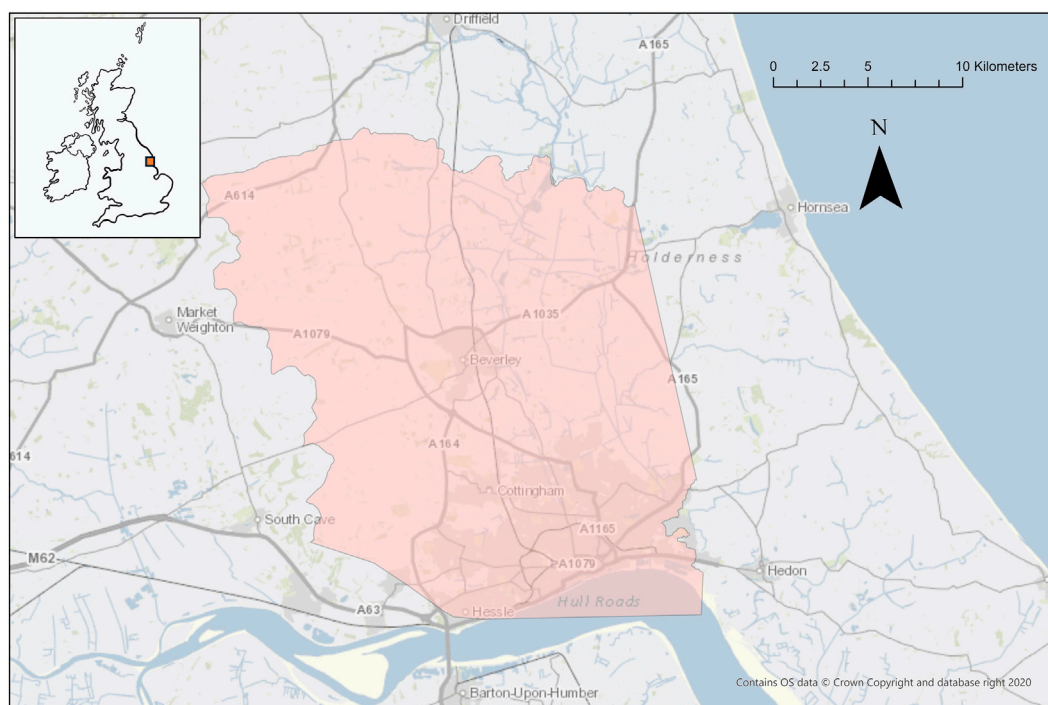 Driffield
A165
0 2.5 5 10 Kilometers
N
A614
Hornsea
Holderness
Market
Weighton
A1079
A1035
Beverley
A165
A164
614
Cottingham
South Cave
A1165
M62
A1079
Hedon
A63
Hessle
Hull Roads
Barton-Upon-Humber
Contains OS data © Crown Copyright and database right 2020